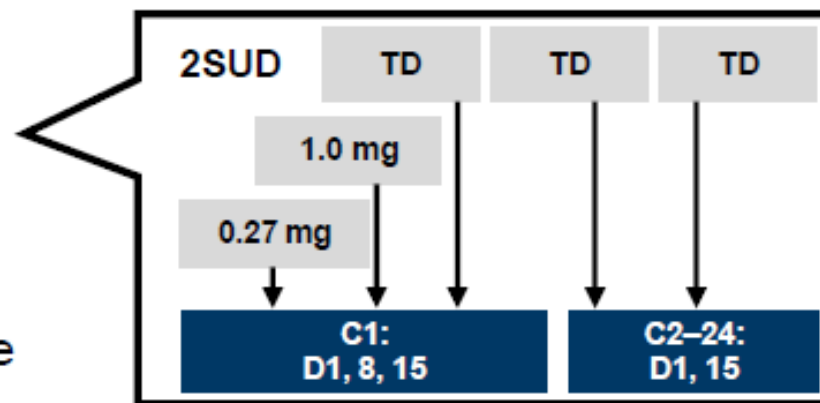 2SUD TD TD TD
1.0 mg
0.27 mg
C1:
D1, 8, 15
C2–24:
D1, 15
e